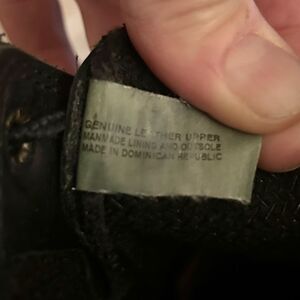 GENUINE LEATHER UPPER
MANMADE LINING AND OUTSOLE
MADE IN DOMINICAN REPUBLIC